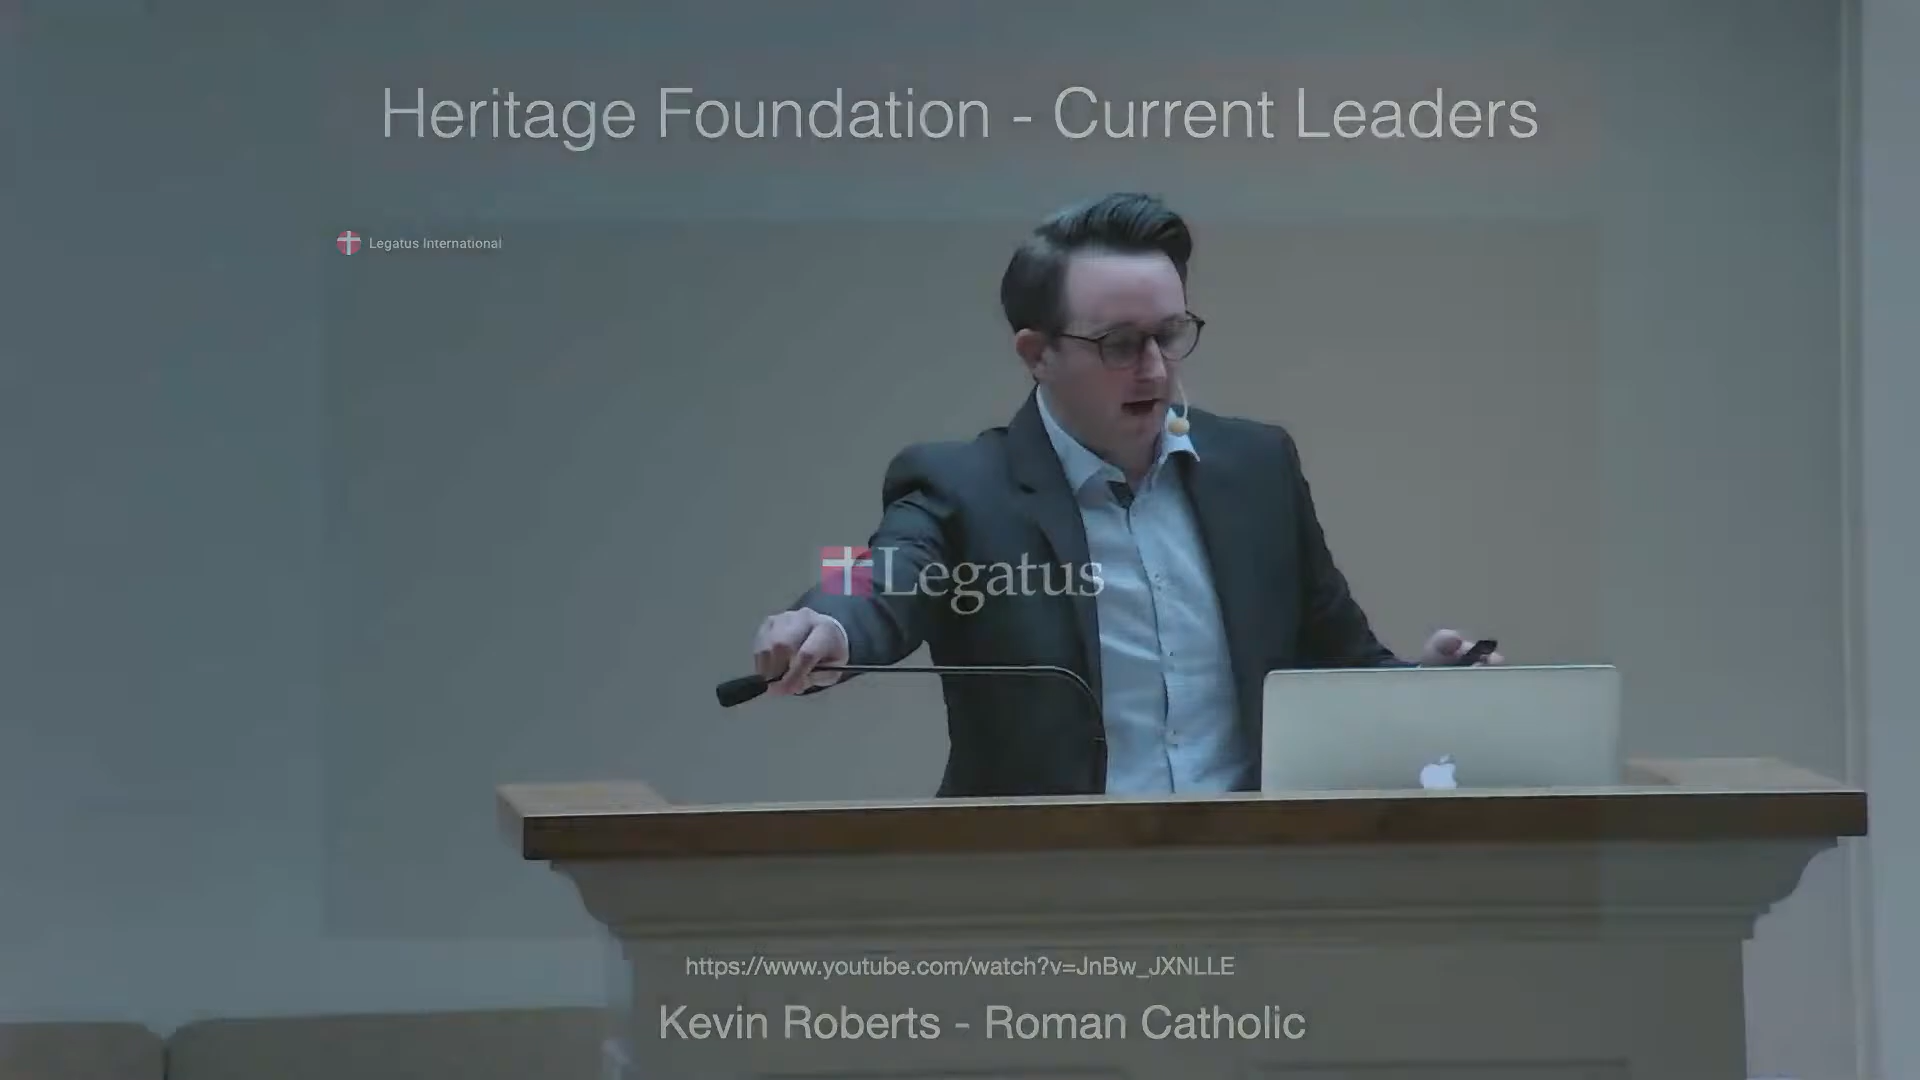 Heritage Foundation - Current Leaders
Legatus International
Legatus
https://www.youtube.com/watch?v=JnBw_JXNLLE
Kevin Roberts - Roman Catholic